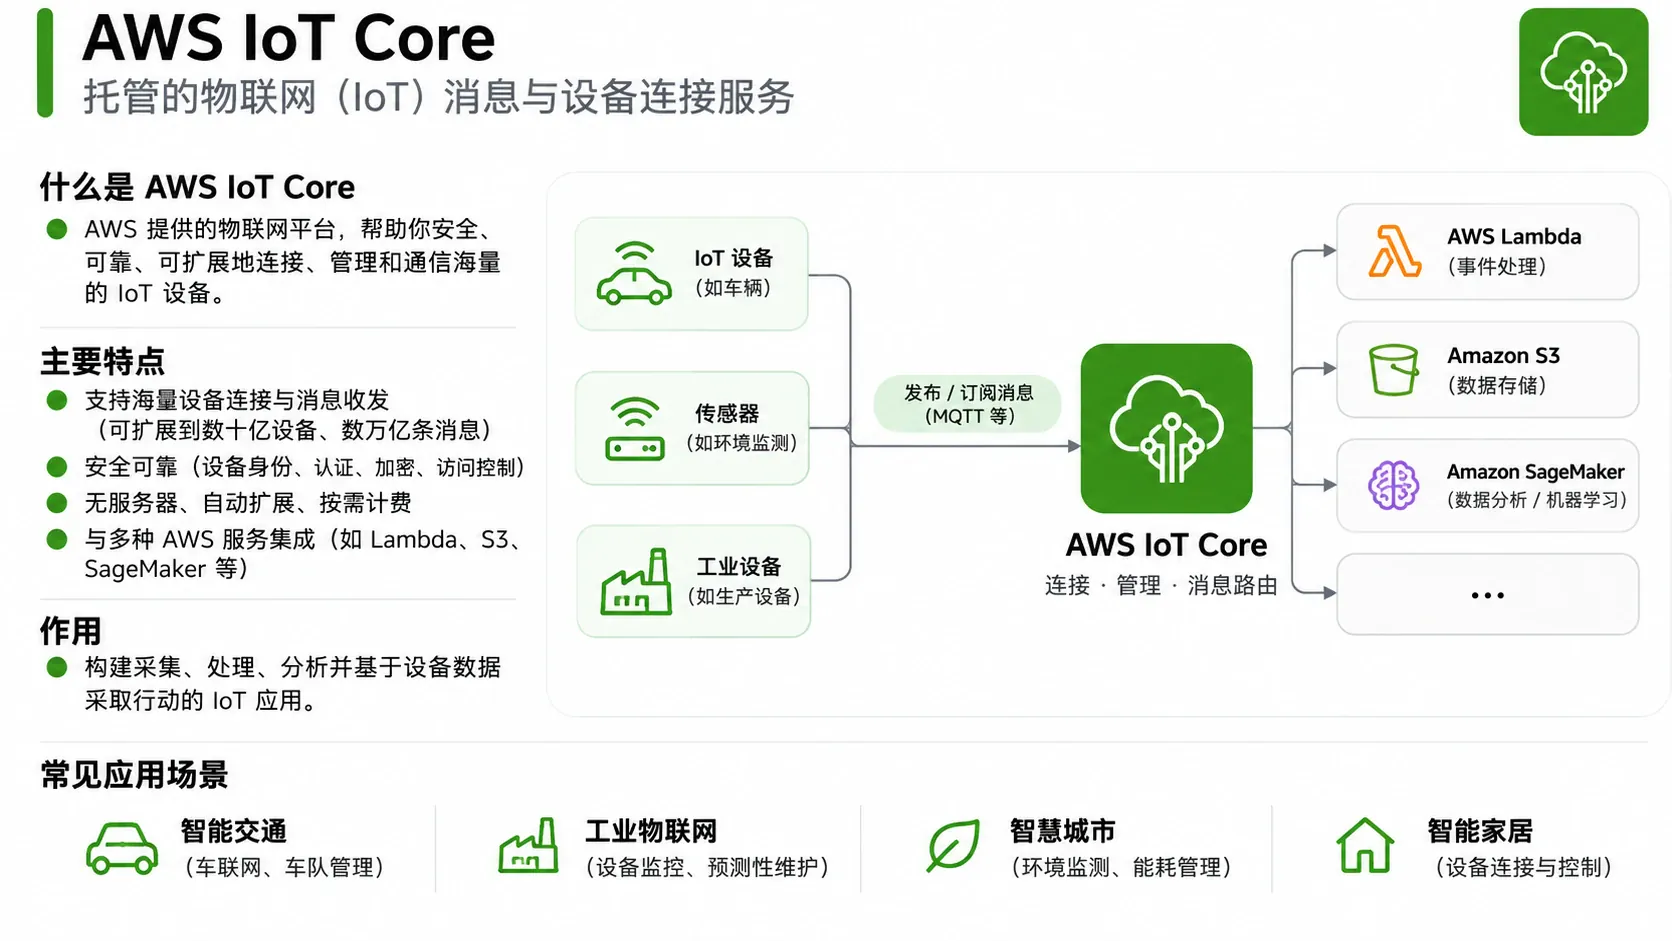 AWS IoT Core
托管的物联网（IoT）消息与设备连接服务
什么是 AWS IoT Core
AWS 提供的物联网平台，帮助你安全、
可靠、可扩展地连接、管理和通信海量
的 IoT 设备。
主要特点
支持海量设备连接与消息收发
（可扩展到数十亿设备、数万亿条消息）
安全可靠（设备身份、认证、加密、访问控制）
无服务器、自动扩展、按需计费
与多种 AWS 服务集成（如 Lambda、S3、
SageMaker 等）
作用
构建采集、处理、分析并基于设备数据
采取行动的 IoT 应用。
IoT 设备
（如车辆）
传感器
（如环境监测）
工业设备
（如生产设备）
发布 / 订阅消息
（MQTT 等）
AWS IoT Core
连接 · 管理 · 消息路由
AWS Lambda
（事件处理）
Amazon S3
（数据存储）
Amazon SageMaker
（数据分析 / 机器学习）
...
常见应用场景
智能交通
（车联网、车队管理）
工业物联网
（设备监控、预测性维护）
智慧城市
（环境监测、能耗管理）
智能家居
（设备连接与控制）